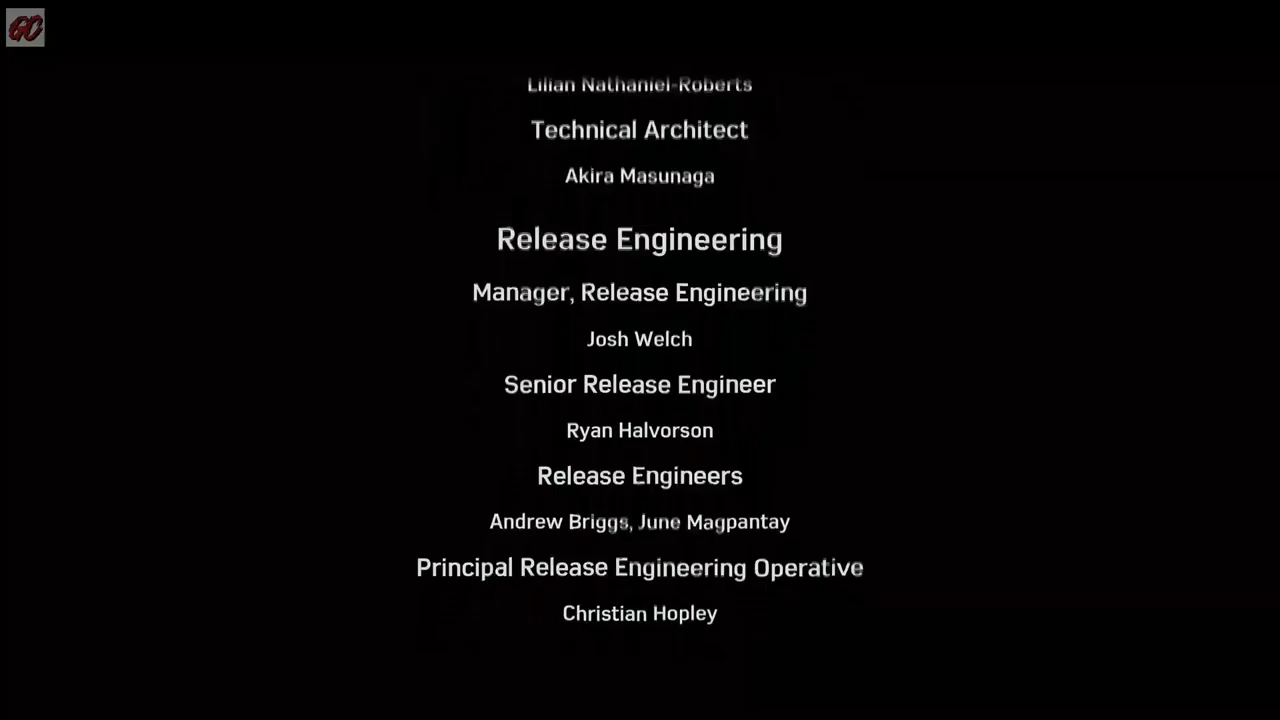 GC
Lilian Nathaniel-Roberts
Technical Architect
Akira Masunaga
Release Engineering
Manager, Release Engineering
Josh Welch
Senior Release Engineer
Ryan Halvorson
Release Engineers
Andrew Briggs, June Magpantay
Principal Release Engineering Operative
Christian Hopley